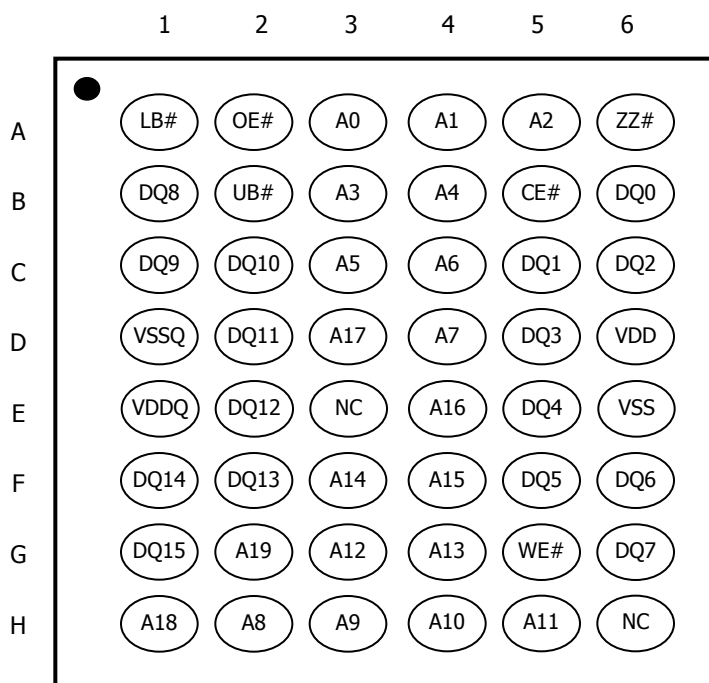 1 2 3 4 5 6
A LB# OE# A0 A1 A2 ZZ#
B DQ8 UB# A3 A4 CE# DQ0
C DQ9 DQ10 A5 A6 DQ1 DQ2
D VSSQ DQ11 A17 A7 DQ3 VDD
E VDDQ DQ12 NC A16 DQ4 VSS
F DQ14 DQ13 A14 A15 DQ5 DQ6
G DQ15 A19 A12 A13 WE# DQ7
H A18 A8 A9 A10 A11 NC